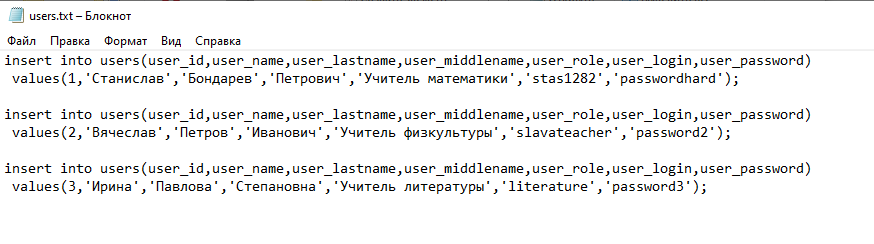 users.txt – Блокнот
Файл Правка Формат Вид Справка
insert into users(user_id,user_name,user_lastname,user_middlename,user_role,user_login,user_password)
values(1,'Станислав','Бондарев','Петрович','Учитель математики','stas1282','passwordhard');
insert into users(user_id,user_name,user_lastname,user_middlename,user_role,user_login,user_password)
values(2,'Вячеслав','Петров','Иванович','Учитель физкультуры','slavateacher','password2');
insert into users(user_id,user_name,user_lastname,user_middlename,user_role,user_login,user_password)
values(3,'Ирина','Павлова','Степановна','Учитель литературы','literature','password3');